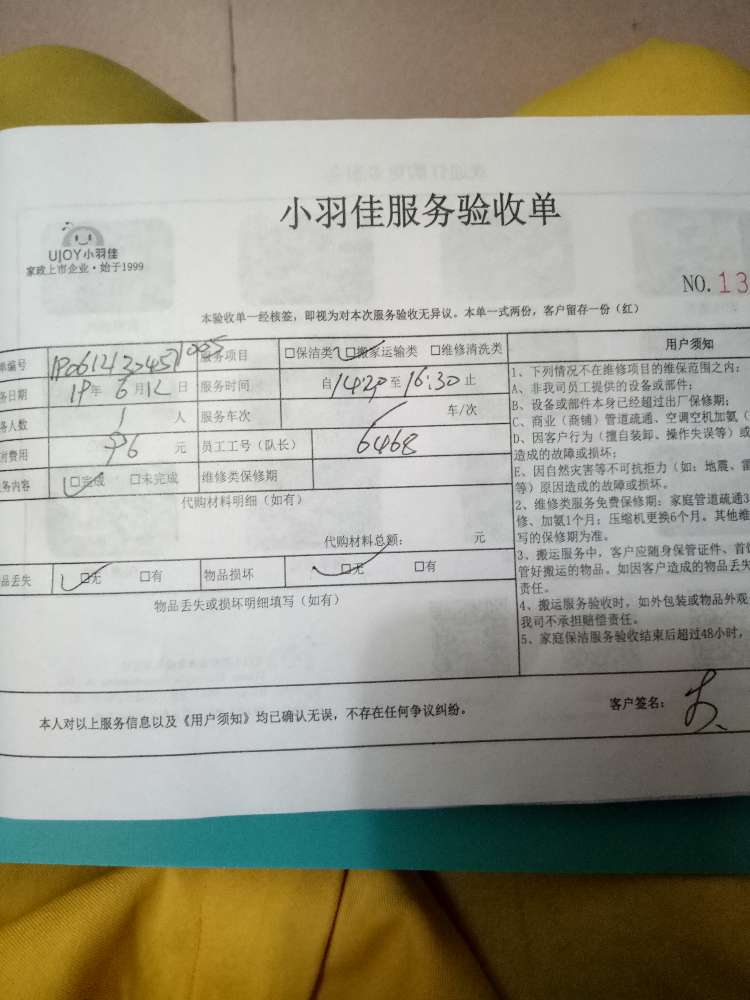 小羽佳服务验收单
UJOY小羽佳
家政上市企业·始于1999
NO.13
本验收单一经核签，即视为对本次服务验收无异议。本单一式两份，客户留存一份（红）
单编号 服务项目 □保洁类 □搬家运输类 □维修清洗类
务日期 19年6月12日 服务时间 自14:20至16:30止
务人数 1人 服务车次 车/次
费用 96元 员工工号（队长） 6468
务内容 □完成 □未完成 维修类保修期
代购材料明细（如有）
代购材料总额： 元
品丢失 □无 □有 物品损坏 □无 □有
物品丢失或损坏明细填写（如有）
本人对以上服务信息以及《用户须知》均已确认无误，不存在任何争议纠纷。
客户签名：
用户须知
1、下列情况不在维修项目的维保范围之内：
A、非我司员工提供的设备或部件；
B、设备或部件本身已经超过出厂保修期；
C、商业（商铺）管道疏通、空调空机加氨（
D、因客户行为（擅自装卸、操作失误等）或
造成的故障或损坏；
E、因自然灾害等不可抗拒力（如：地震、雷
等）原因造成的故障或损坏。
2、维修类服务免费保修期：家庭管道疏通3
修、加氨1个月；压缩机更换6个月。其他维
写的保修期为准。
3、搬运服务中，客户应随身保管证件、首
管好搬运的物品。如因客户造成的物品丢失
责任。
4、搬运服务验收时，如外包装或物品外观
我司不承担赔偿责任。
5、家庭保洁服务验收结束后超过48小时，